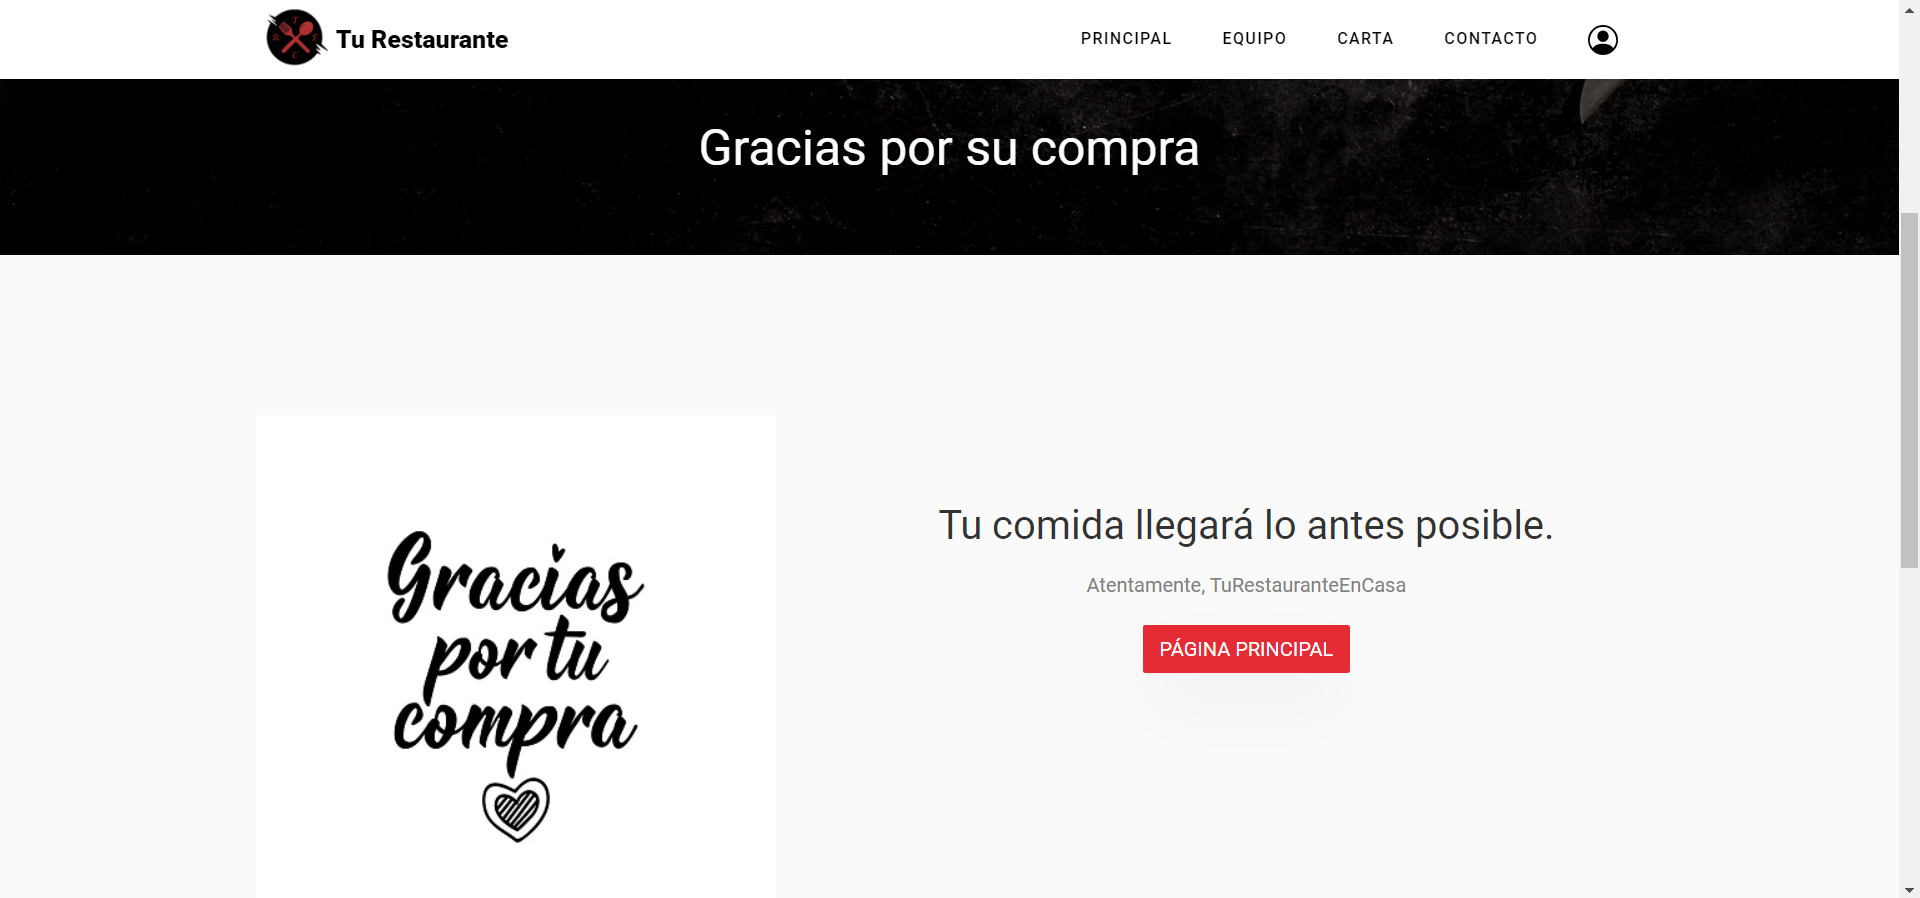 Tu Restaurante
PRINCIPAL
EQUIPO
CARTA
CONTACTO
Gracias por su compra
Gracias
por tu
compra
Tu comida llegará lo antes posible.
Atentamente, TuRestauranteEnCasa
PÁGINA PRINCIPAL